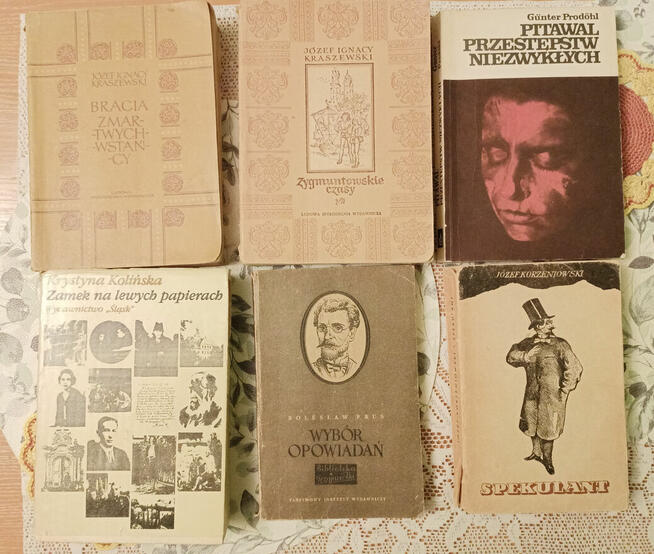 JÓZEF IGNACY
KRASZEWSKI
BRACIA
ZMAR-
TWYCH-
WSTAŃ-
CY
JÓZEF IGNACY
KRASZEWSKI
Zygmuntowskie
czasy
LUDOWA SPÓŁDZIELNIA WYDAWNICZA
Günter Prodöhl
PITAWAL
PRZESTĘPSTW
NIEZWYKŁYCH
Krystyna Kolińska
Zamek na lewych papierach
Wydawnictwo „Śląsk"
BOLESŁAW PRUS
WYBÓR
OPOWIADAŃ
Biblioteka
PAŃSTWOWY INSTYTUT WYDAWNICZY
JÓZEF KORZENIOWSKI
SPEKULANT